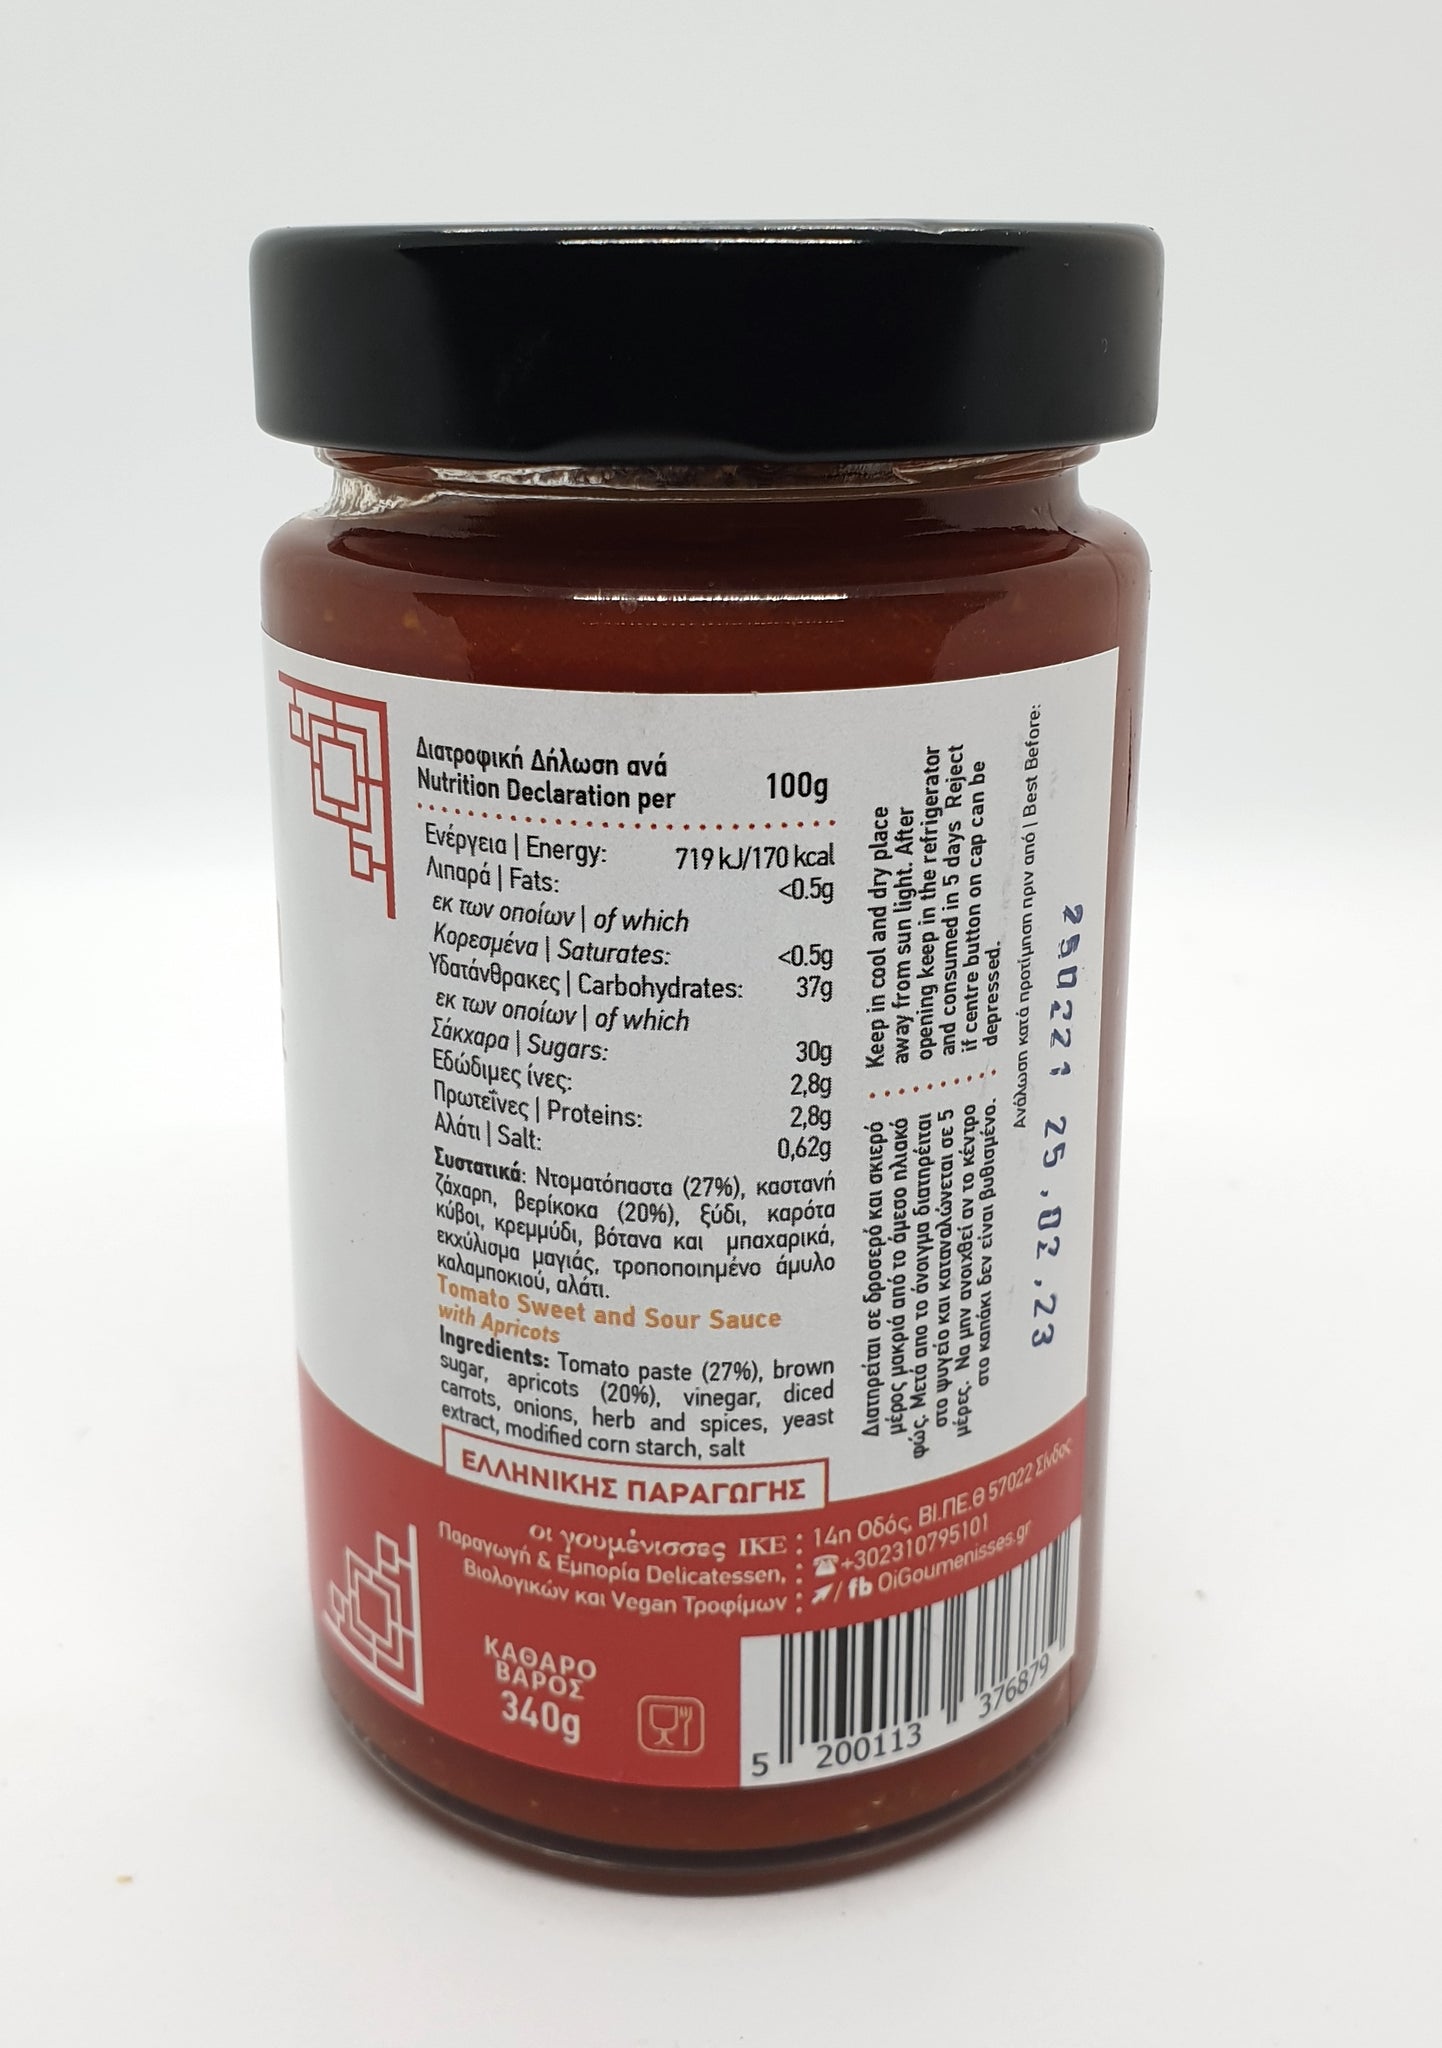 Διατροφική Δήλωση ανά
Nutrition Declaration per 100g
Ενέργεια | Energy: 719 kJ/170 kcal
Λιπαρά | Fats: <0.5g
εκ των οποίων | of which
Κορεσμένα | Saturates: <0.5g
Υδατάνθρακες | Carbohydrates: 37g
εκ των οποίων | of which
Σάκχαρα | Sugars: 30g
Εδώδιμες ίνες: 2,8g
Πρωτεΐνες | Proteins: 2,8g
Αλάτι | Salt: 0,62g
Συστατικά: Ντοματόπαστα (27%), καστανή
ζάχαρη, βερίκοκα (20%), ξύδι, καρότα
κύβοι, κρεμμύδι, βότανα και μπαχαρικά,
εκχύλισμα μαγιάς, τροποποιημένο άμυλο
καλαμποκιού, αλάτι.
Tomato Sweet and Sour Sauce
with Apricots
Ingredients: Tomato paste (27%), brown
sugar, apricots (20%), vinegar, diced
carrots, onions, herb and spices, yeast
extract, modified corn starch, salt
ΕΛΛΗΝΙΚΗΣ ΠΑΡΑΓΩΓΗΣ
οι γουμένισσες ΙΚΕ
Παραγωγή & Εμπορία Delicatessen,
Βιολογικών και Vegan Τροφίμων
14η Οδός, ΒΙ.ΠΕ.Θ 57022 Σίνδος
☎+302310795101
/ fb OiGoumenisses.gr
ΚΑΘΑΡΟ
ΒΑΡΟΣ
340g
5 200113 376879
Διατηρείται σε δροσερό και σκιερό
μέρος μακριά από το άμεσο ηλιακό
φώς. Μετά απο το άνοιγμα διατηρείται
στο ψυγείο και καταναλώνεται σε 5
μέρες. Να μην ανοιχθεί αν το κέντρο
στο καπάκι δεν είναι βυθισμένο.
Keep in cool and dry place
away from sun light. After
opening keep in the refrigerator
and consumed in 5 days Reject
if centre button on cap can be
depressed.
Ανάλωση κατά προτίμηση πριν από | Best Before:
250221 25.02.23